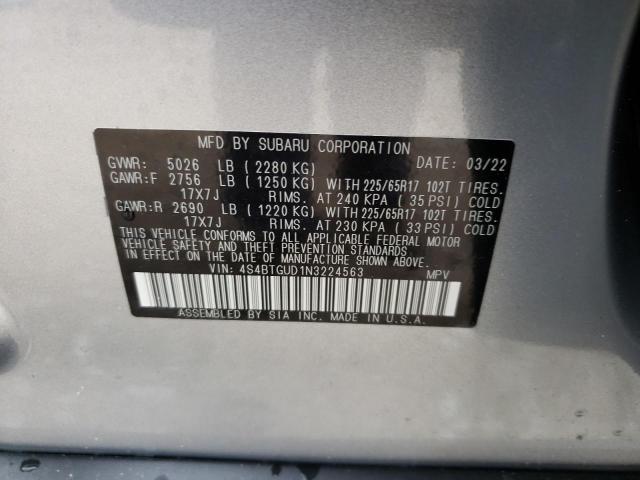 MFD BY SUBARU CORPORATION
GVWR: 5026 LB ( 2280 KG) DATE: 03/22
GAWR:F 2756 LB ( 1250 KG) WITH 225/65R17 102T TIRES.
17X7J RIMS. AT 240 KPA ( 35 PSI) COLD
GAWR:R 2690 LB ( 1220 KG) WITH 225/65R17 102T TIRES.
17X7J RIMS. AT 230 KPA ( 33 PSI) COLD
THIS VEHICLE CONFORMS TO ALL APPLICABLE FEDERAL MOTOR
VEHICLE SAFETY AND THEFT PREVENTION STANDARDS
IN EFFECT ON THE DATE OF MANUFACTURE SHOWN ABOVE.
VIN: 4S4BTGUD1N3224563 MPV
ASSEMBLED BY SIA INC. MADE IN U.S.A.